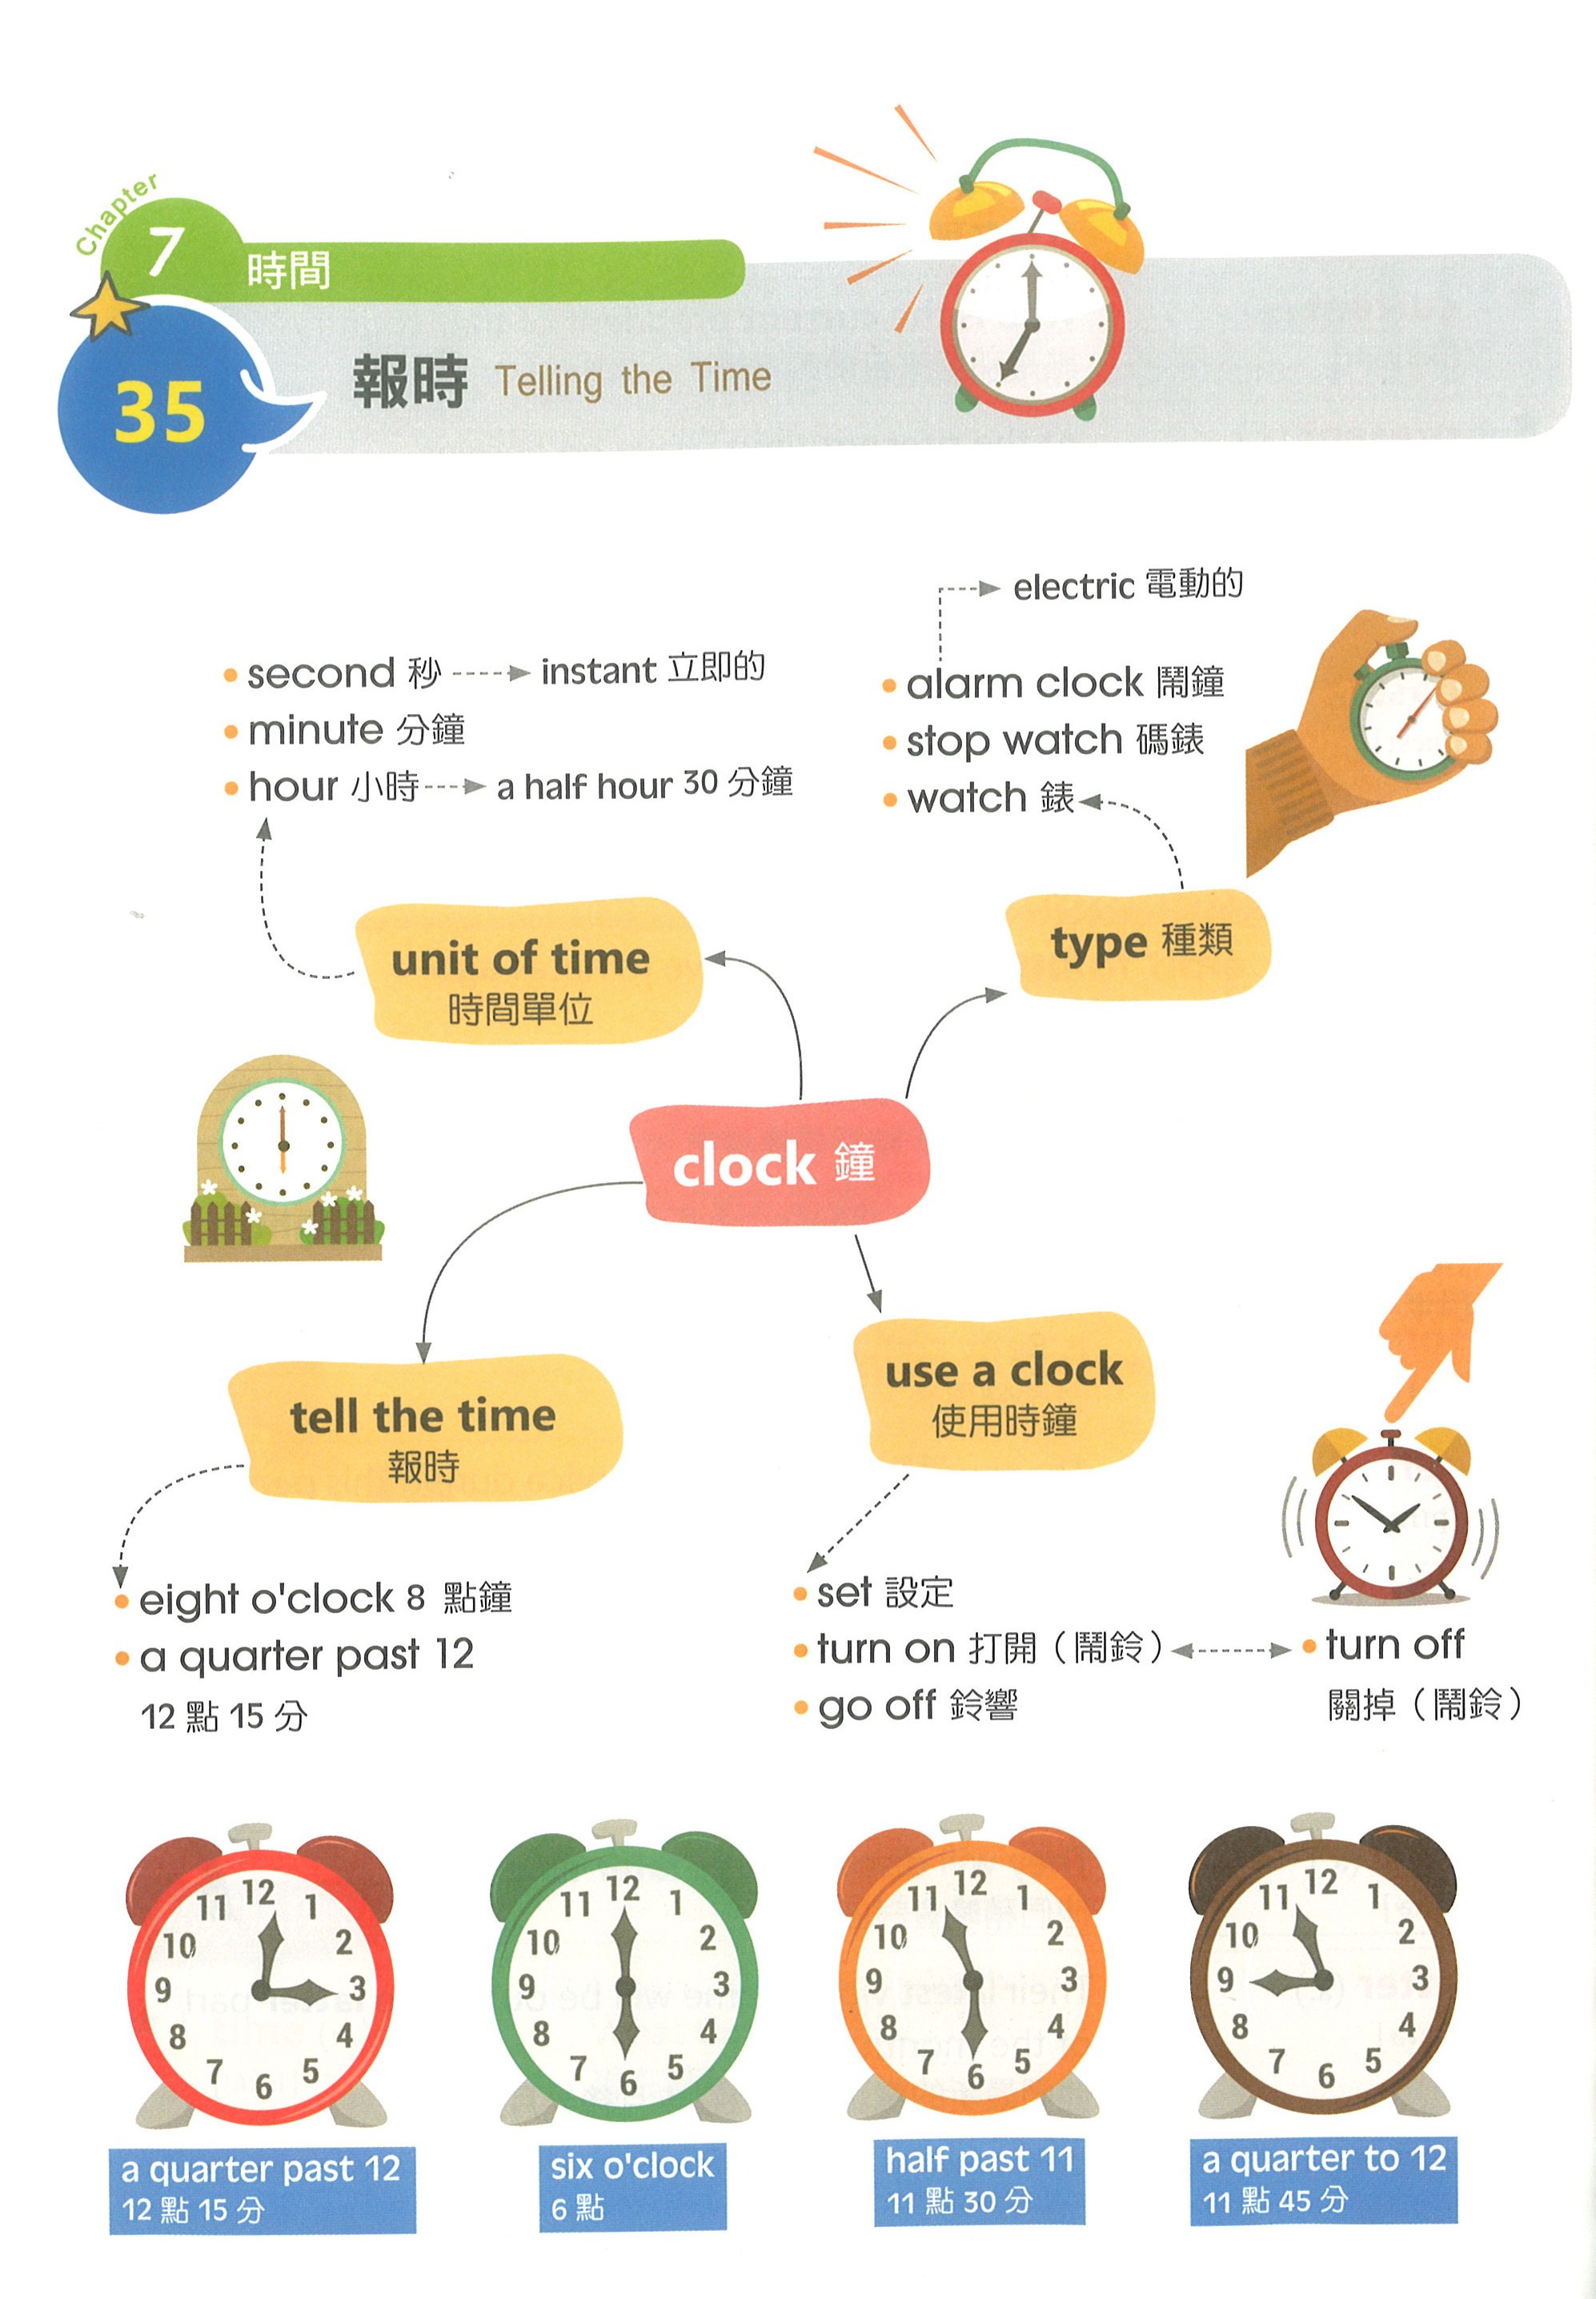 Chapter
7
時間
35
報時 Telling the Time
electric 電動的
second 秒 instant 立即的
minute 分鐘
hour 小時 a half hour 30 分鐘
alarm clock 鬧鐘
stop watch 碼錶
watch 錶
unit of time
時間單位
type 種類
clock 鐘
tell the time
報時
use a clock
使用時鐘
eight o'clock 8 點鐘
a quarter past 12
12 點 15 分
set 設定
turn on 打開（鬧鈴）
go off 鈴響
turn off
關掉（鬧鈴）
12
1
2
3
4
5
6
7
8
9
10
11
12
1
2
3
4
5
6
7
8
9
10
11
12
1
2
3
4
5
6
7
8
9
10
11
12
1
2
3
4
5
6
7
8
9
10
11
a quarter past 12
12 點 15 分
six o'clock
6 點
half past 11
11 點 30 分
a quarter to 12
11 點 45 分